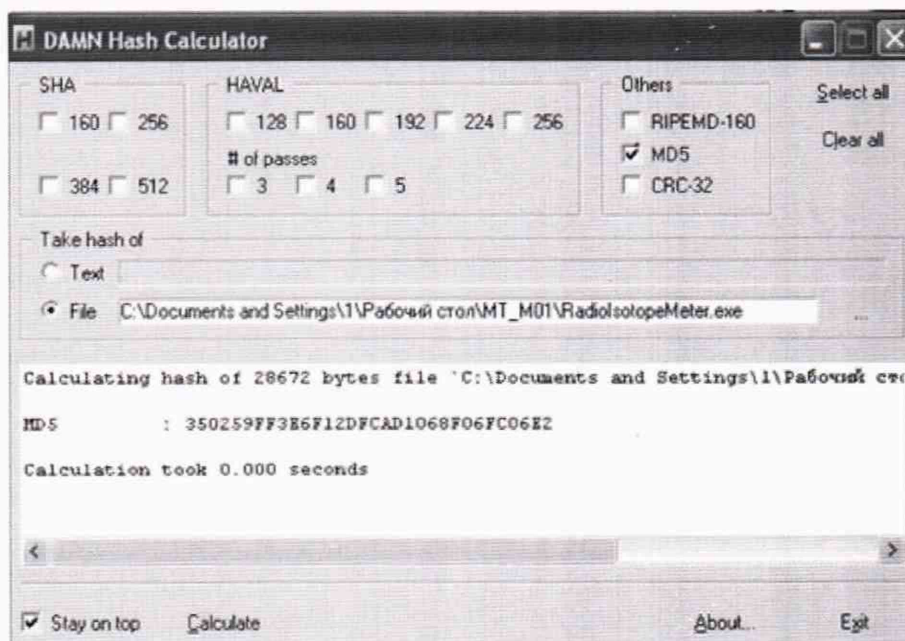 DAMN Hash Calculator
SHA
160 256
384 512
HAVAL
128 160 192 224 256
# of passes
3 4 5
Others
RIPEMD-160
MD5
CRC-32
Select all
Clear all
Take hash of
Text
File C:\Documents and Settings\1\Рабочий стол\MT_M01\RadioIsotopeMeter.exe ...
Calculating hash of 28672 bytes file `C:\Documents and Settings\1\Рабочий сто
MD5 : 350259FF3E6F12DFCAD1068F06FC06E2
Calculation took 0.000 seconds
Stay on top Calculate About... Exit